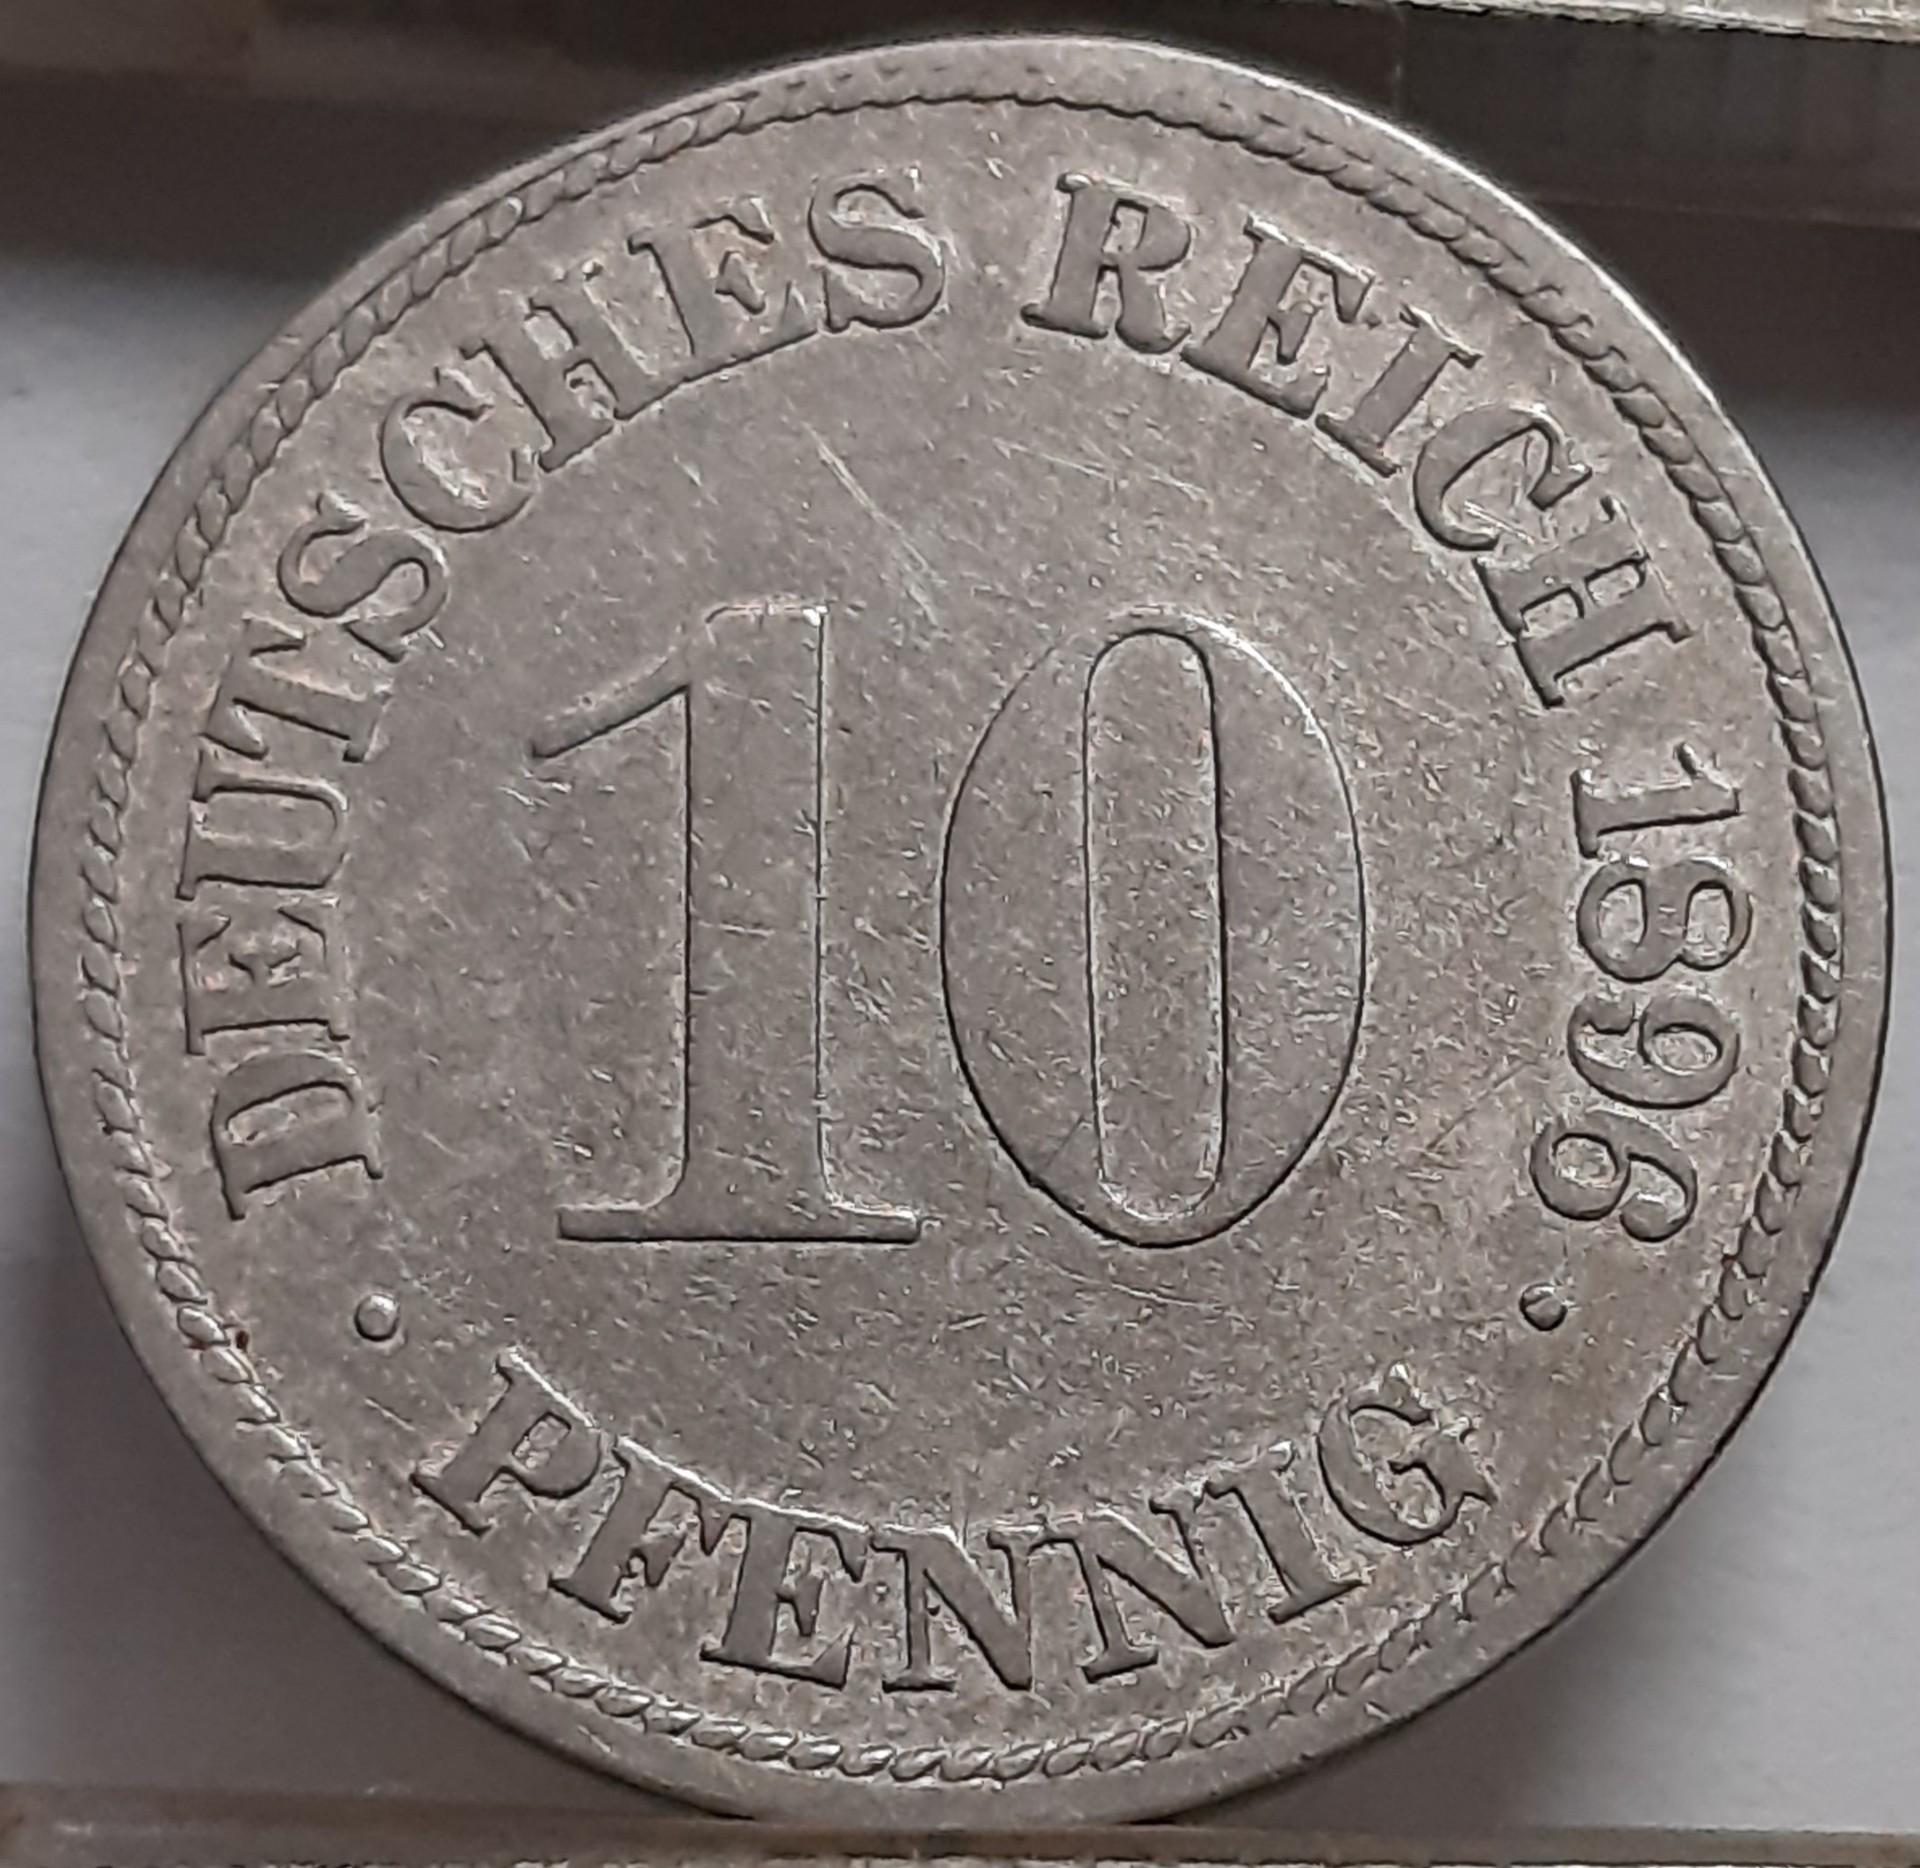 DEUTSCHES REICH 1896
10
• PFENNIG •